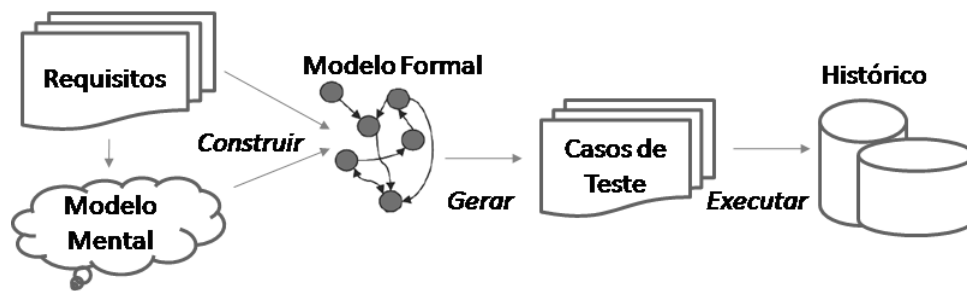 Requisitos
Modelo Formal
Histórico
Construir
Casos de
Teste
Modelo
Mental
Gerar
Executar